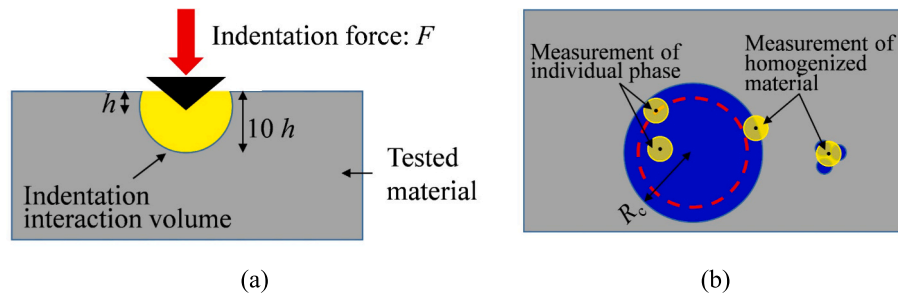 Indentation force: F
h
10 h
Indentation
interaction volume
Tested
material
(a)
Measurement of
individual phase
Measurement of
homogenized
material
Rc
(b)